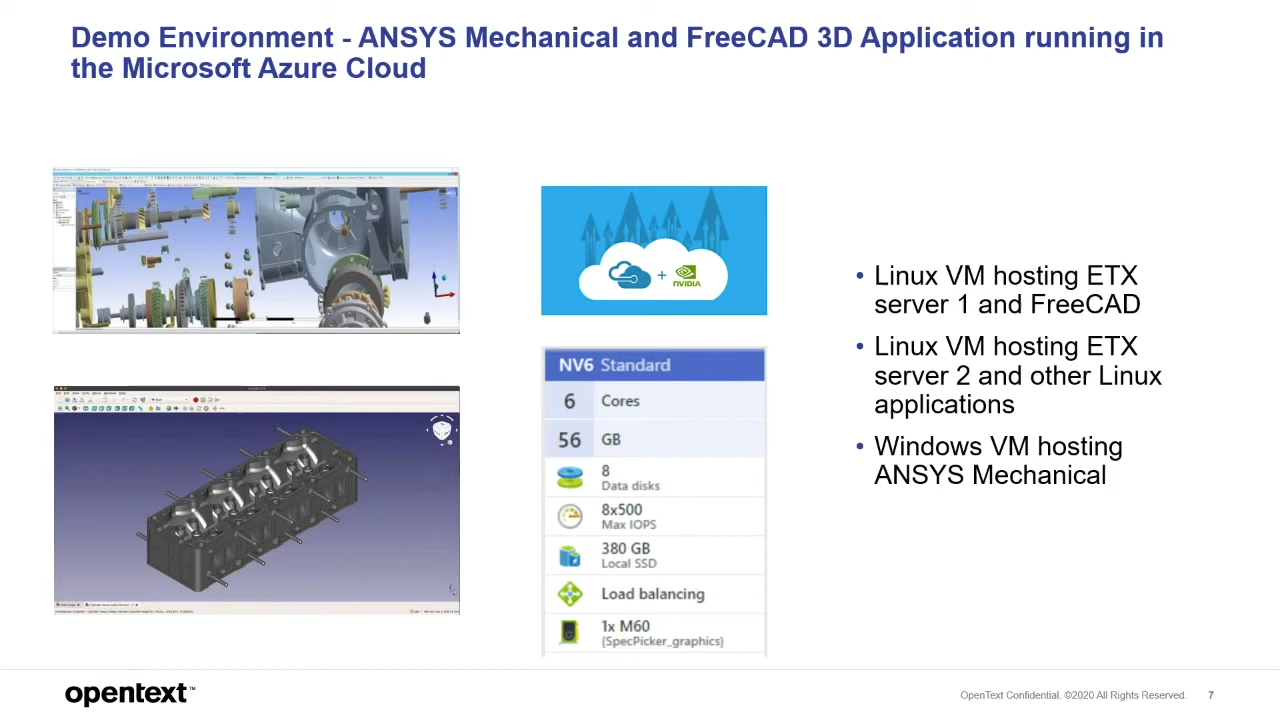 Demo Environment - ANSYS Mechanical and FreeCAD 3D Application running in
the Microsoft Azure Cloud
+
NVIDIA
NV6 Standard
6 Cores
56 GB
8
Data disks
8x500
Max IOPS
380 GB
Local SSD
Load balancing
1x M60
(SpecPicker_graphics)
• Linux VM hosting ETX
server 1 and FreeCAD
• Linux VM hosting ETX
server 2 and other Linux
applications
• Windows VM hosting
ANSYS Mechanical
opentext™
OpenText Confidential. ©2020 All Rights Reserved. 7